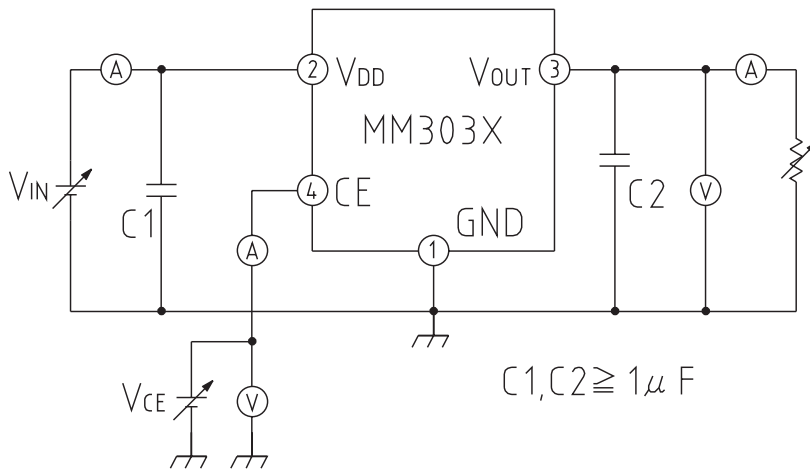 A
2 VDD
VOUT 3
A
MM303X
VIN
C1
4 CE
C2
V
A
GND
1
VCE
V
C1,C2≧1μF